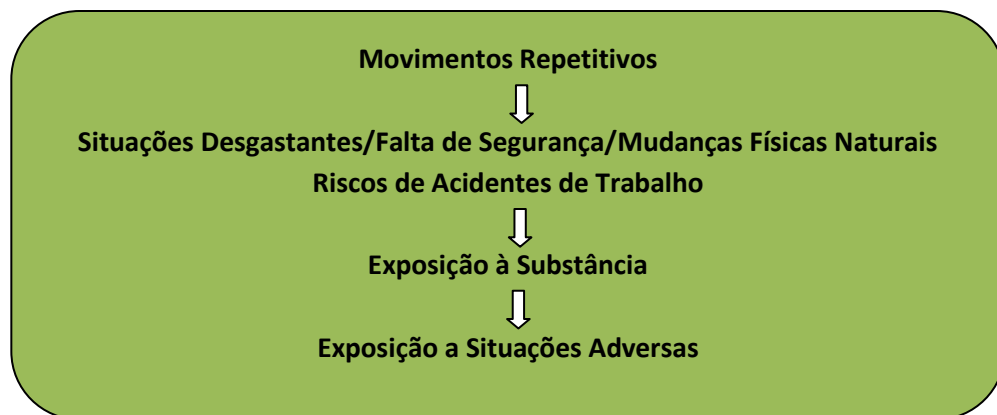 Movimentos Repetitivos
Situações Desgastantes/Falta de Segurança/Mudanças Físicas Naturais
Riscos de Acidentes de Trabalho
Exposição à Substância
Exposição a Situações Adversas